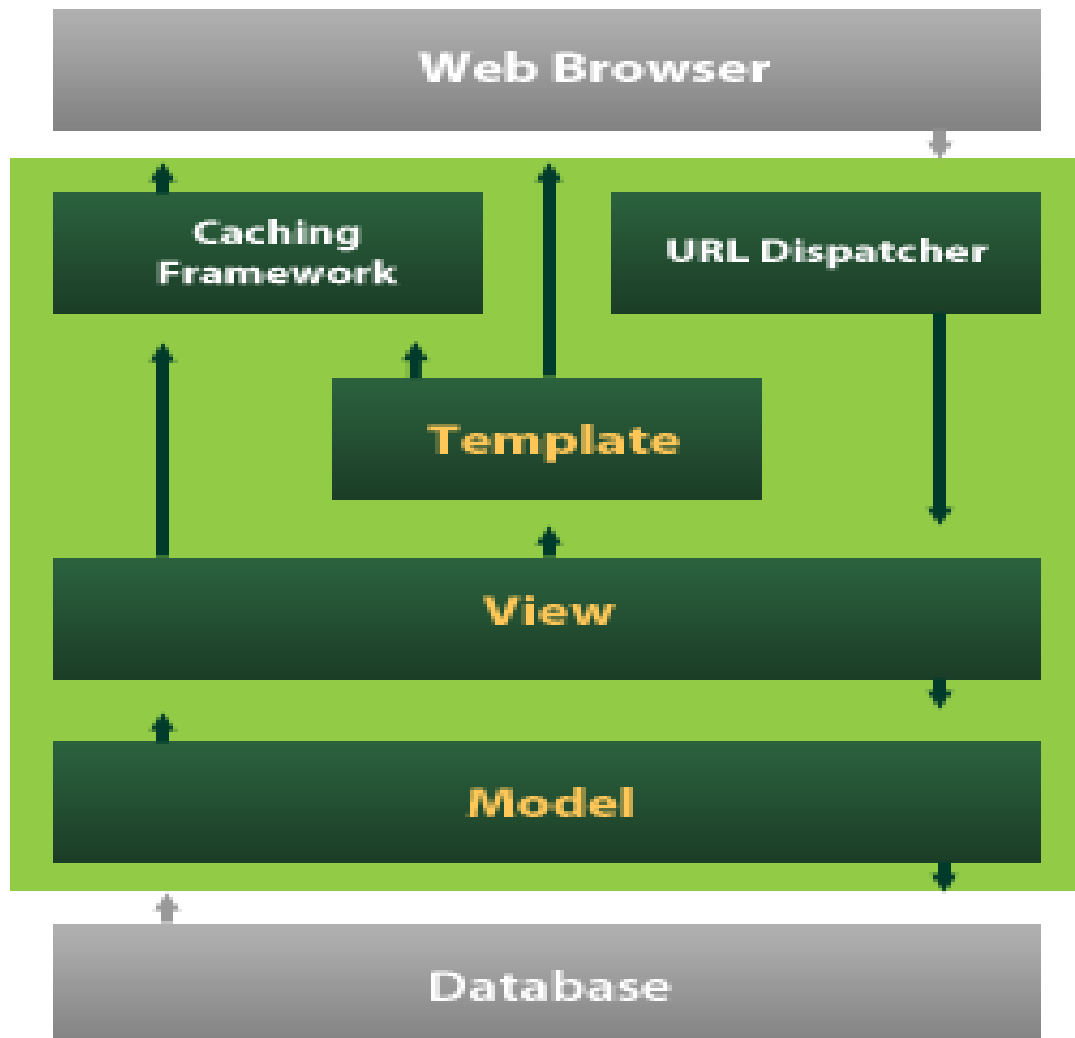 Web Browser
Caching
Framework
URL Dispatcher
Template
View
Model
Database